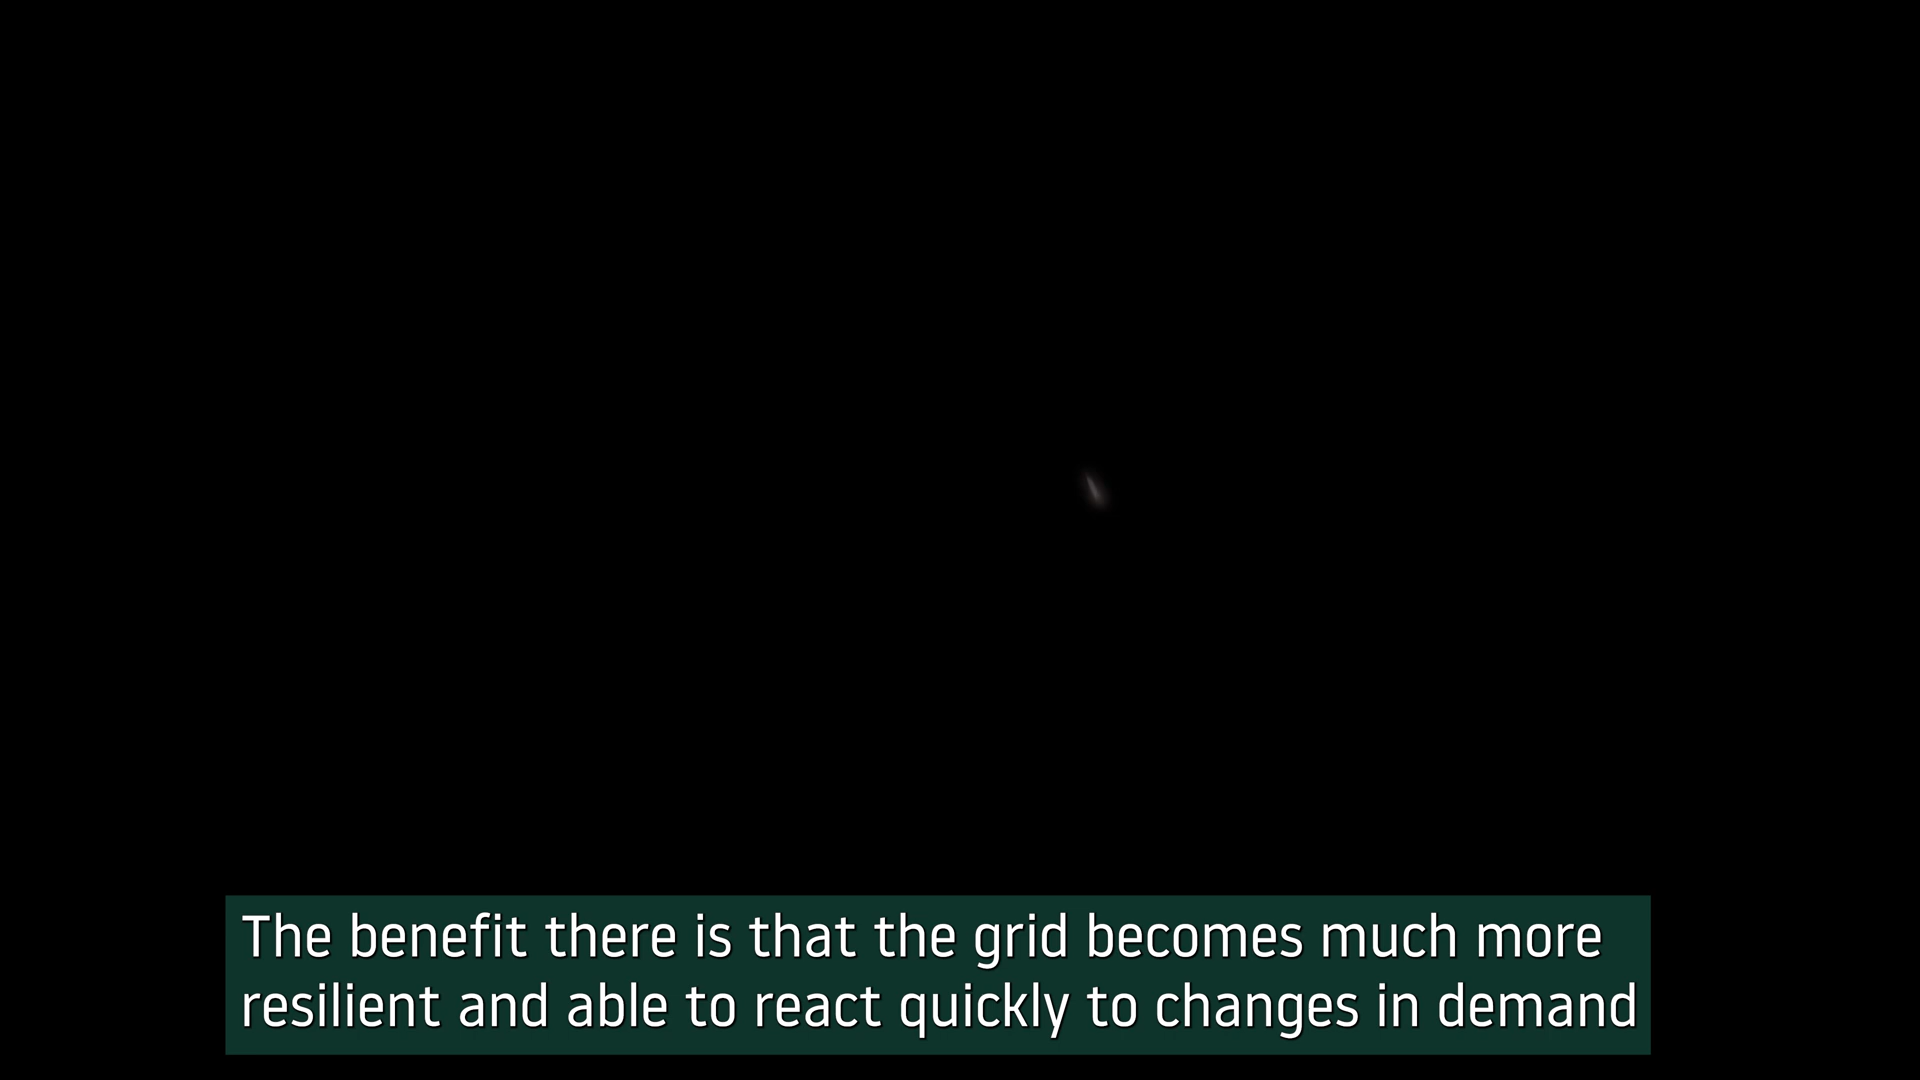 The benefit there is that the grid becomes much more
resilient and able to react quickly to changes in demand